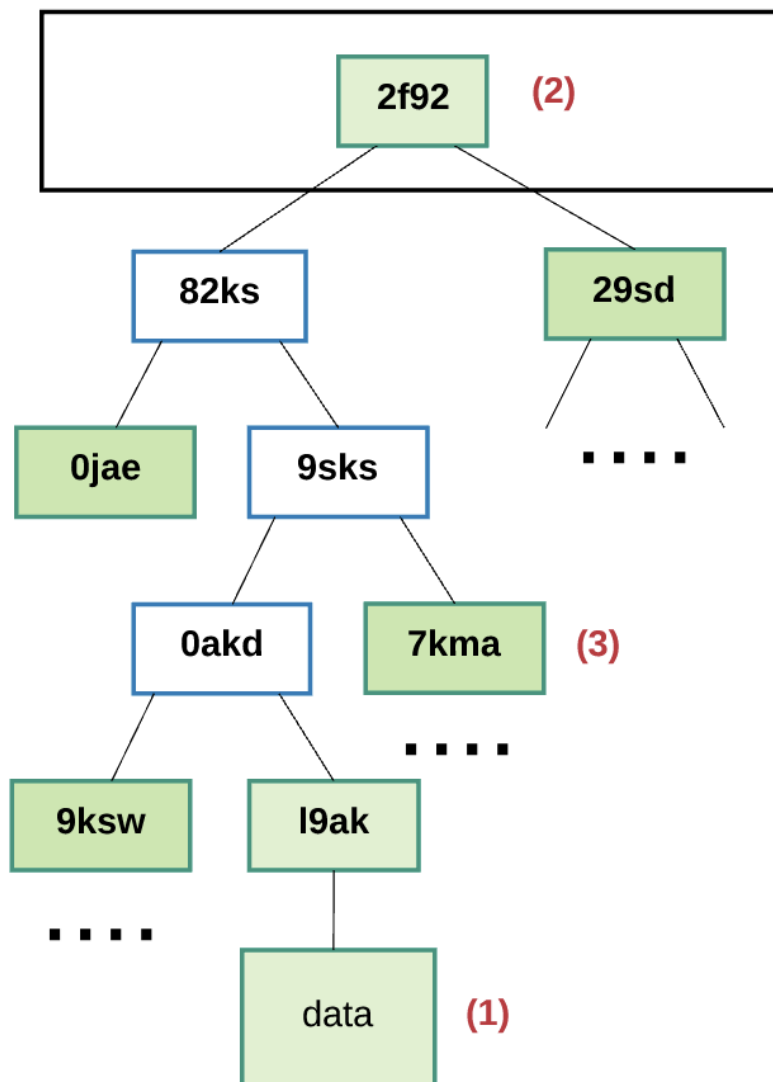 2f92 (2)
82ks 29sd
0jae 9sks
0akd 7kma (3)
9ksw l9ak
data (1)